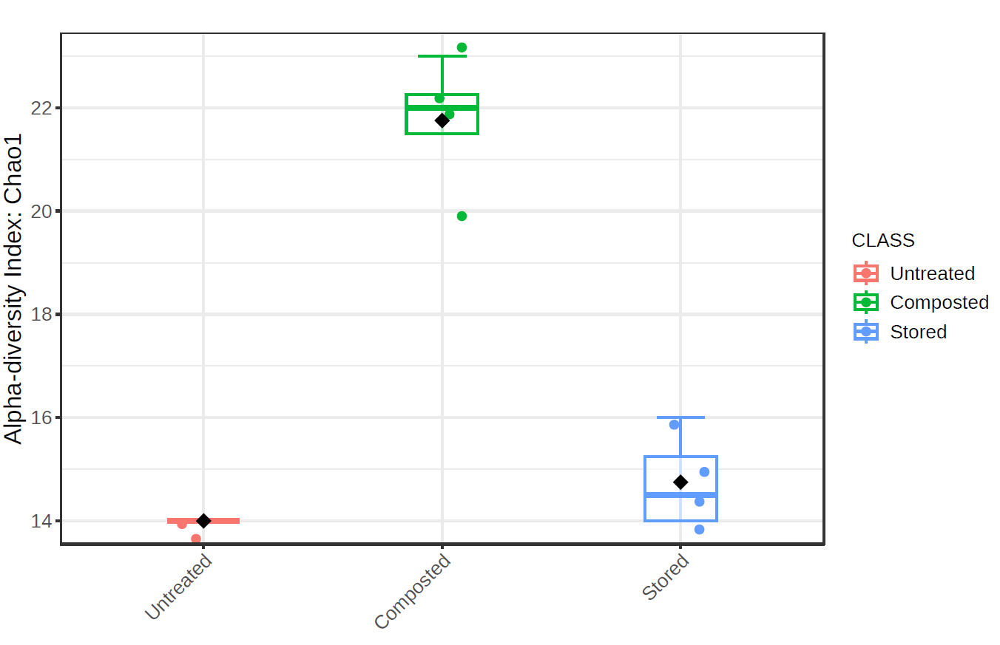 Alpha-diversity Index: Chao1
22
20
18
16
14
Untreated
Composted
Stored
CLASS
Untreated
Composted
Stored